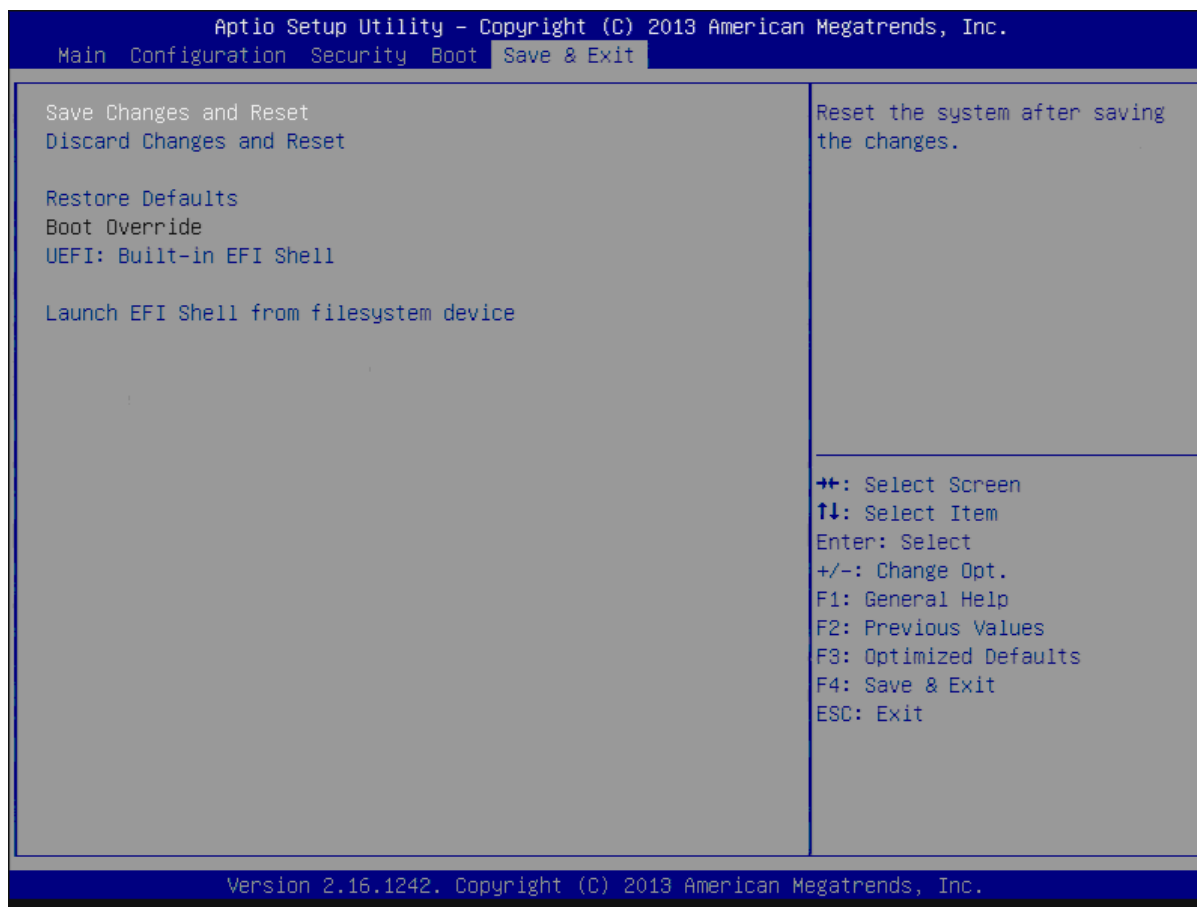 Aptio Setup Utility – Copyright (C) 2013 American Megatrends, Inc.
Main Configuration Security Boot Save & Exit
Save Changes and Reset
Discard Changes and Reset
Restore Defaults
Boot Override
UEFI: Built-in EFI Shell
Launch EFI Shell from filesystem device
Reset the system after saving
the changes.
→←: Select Screen
↑↓: Select Item
Enter: Select
+/-: Change Opt.
F1: General Help
F2: Previous Values
F3: Optimized Defaults
F4: Save & Exit
ESC: Exit
Version 2.16.1242. Copyright (C) 2013 American Megatrends, Inc.